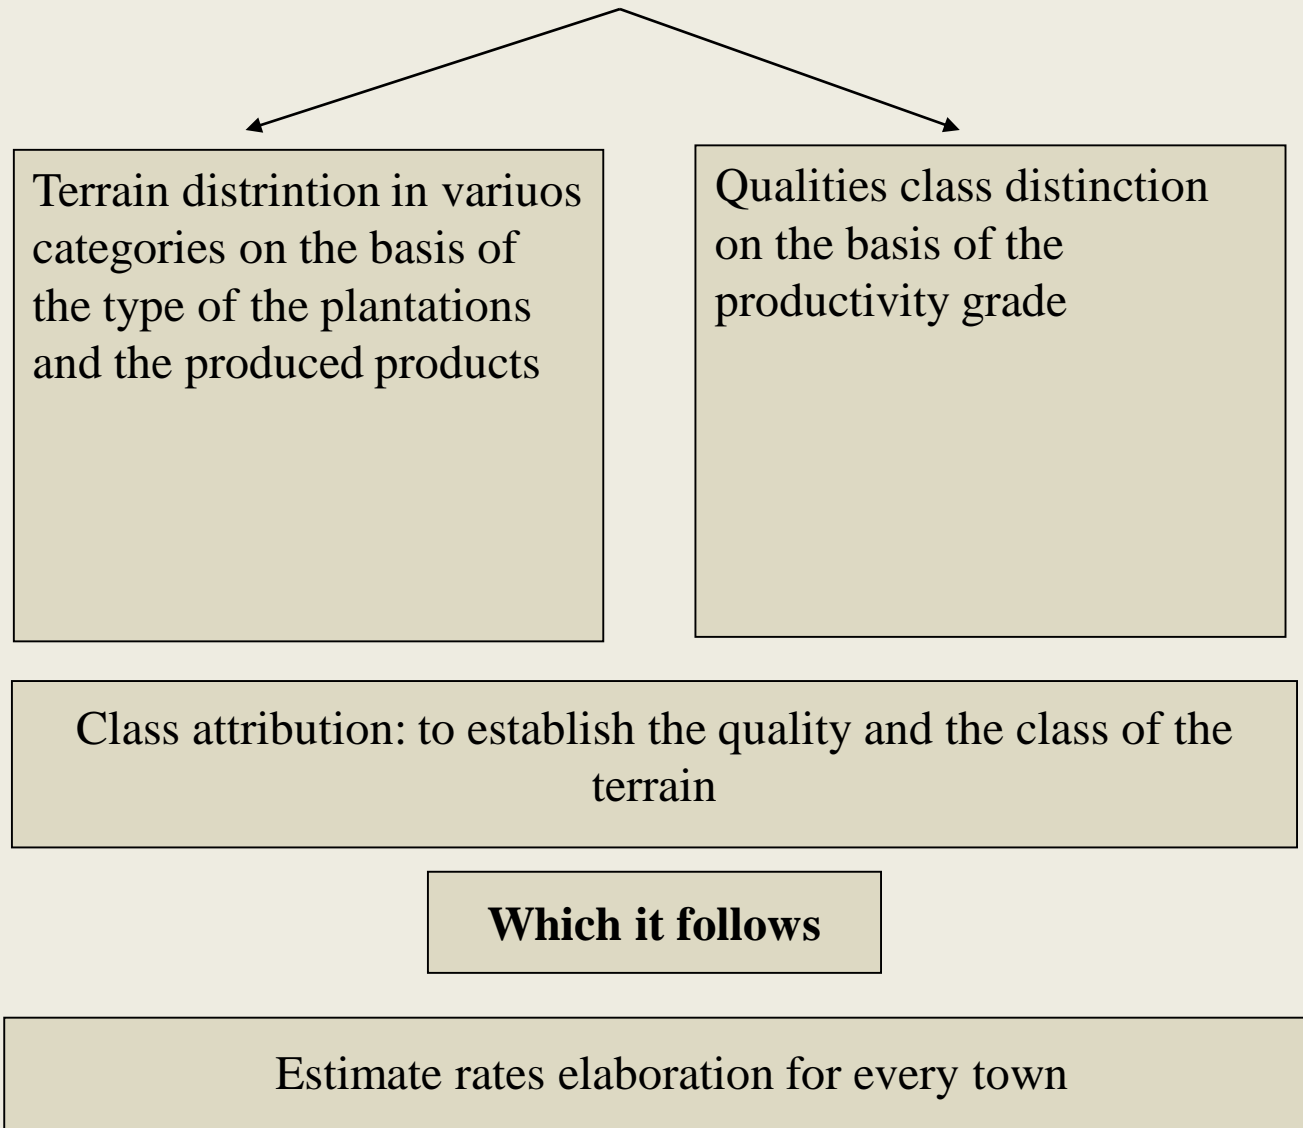 Terrain distrintion in variuos
categories on the basis of
the type of the plantations
and the produced products
Qualities class distinction
on the basis of the
productivity grade
Class attribution: to establish the quality and the class of the
terrain
Which it follows
Estimate rates elaboration for every town